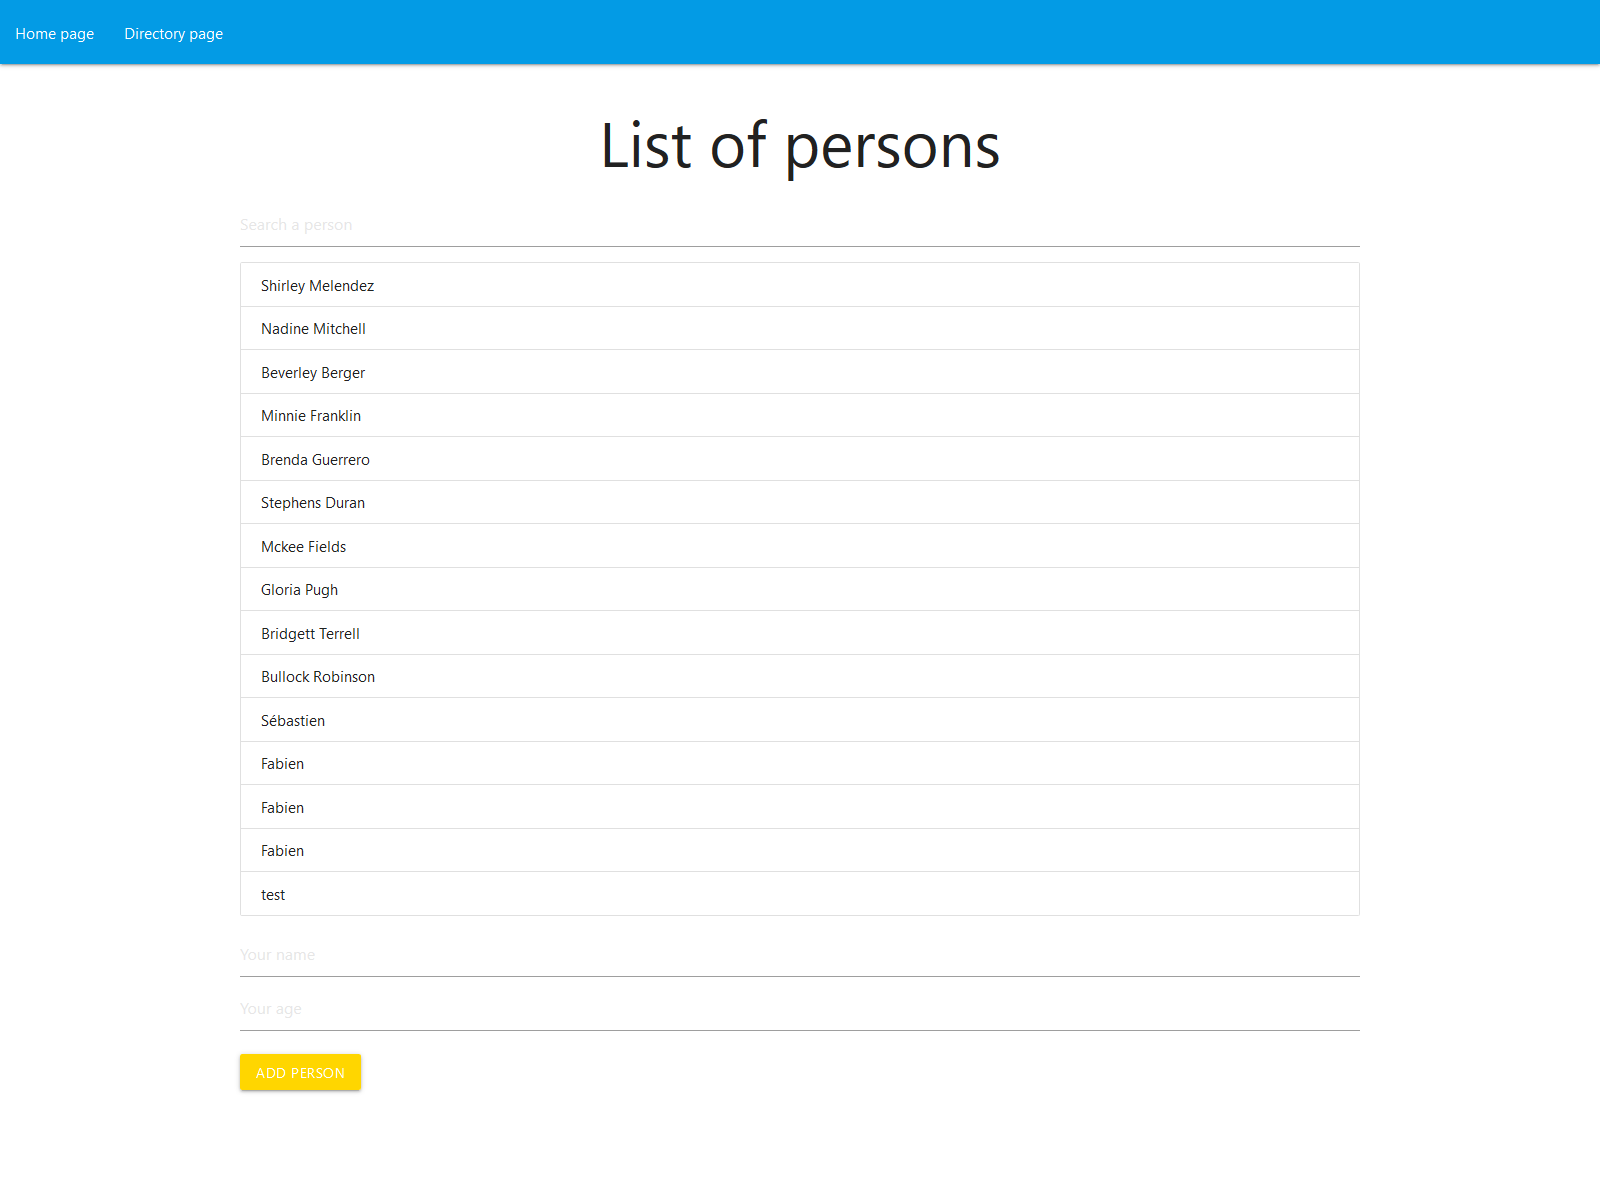 Home page Directory page
List of persons
Search a person
Shirley Melendez
Nadine Mitchell
Beverley Berger
Minnie Franklin
Brenda Guerrero
Stephens Duran
Mckee Fields
Gloria Pugh
Bridgett Terrell
Bullock Robinson
Sébastien
Fabien
Fabien
Fabien
test
Your name
Your age
ADD PERSON